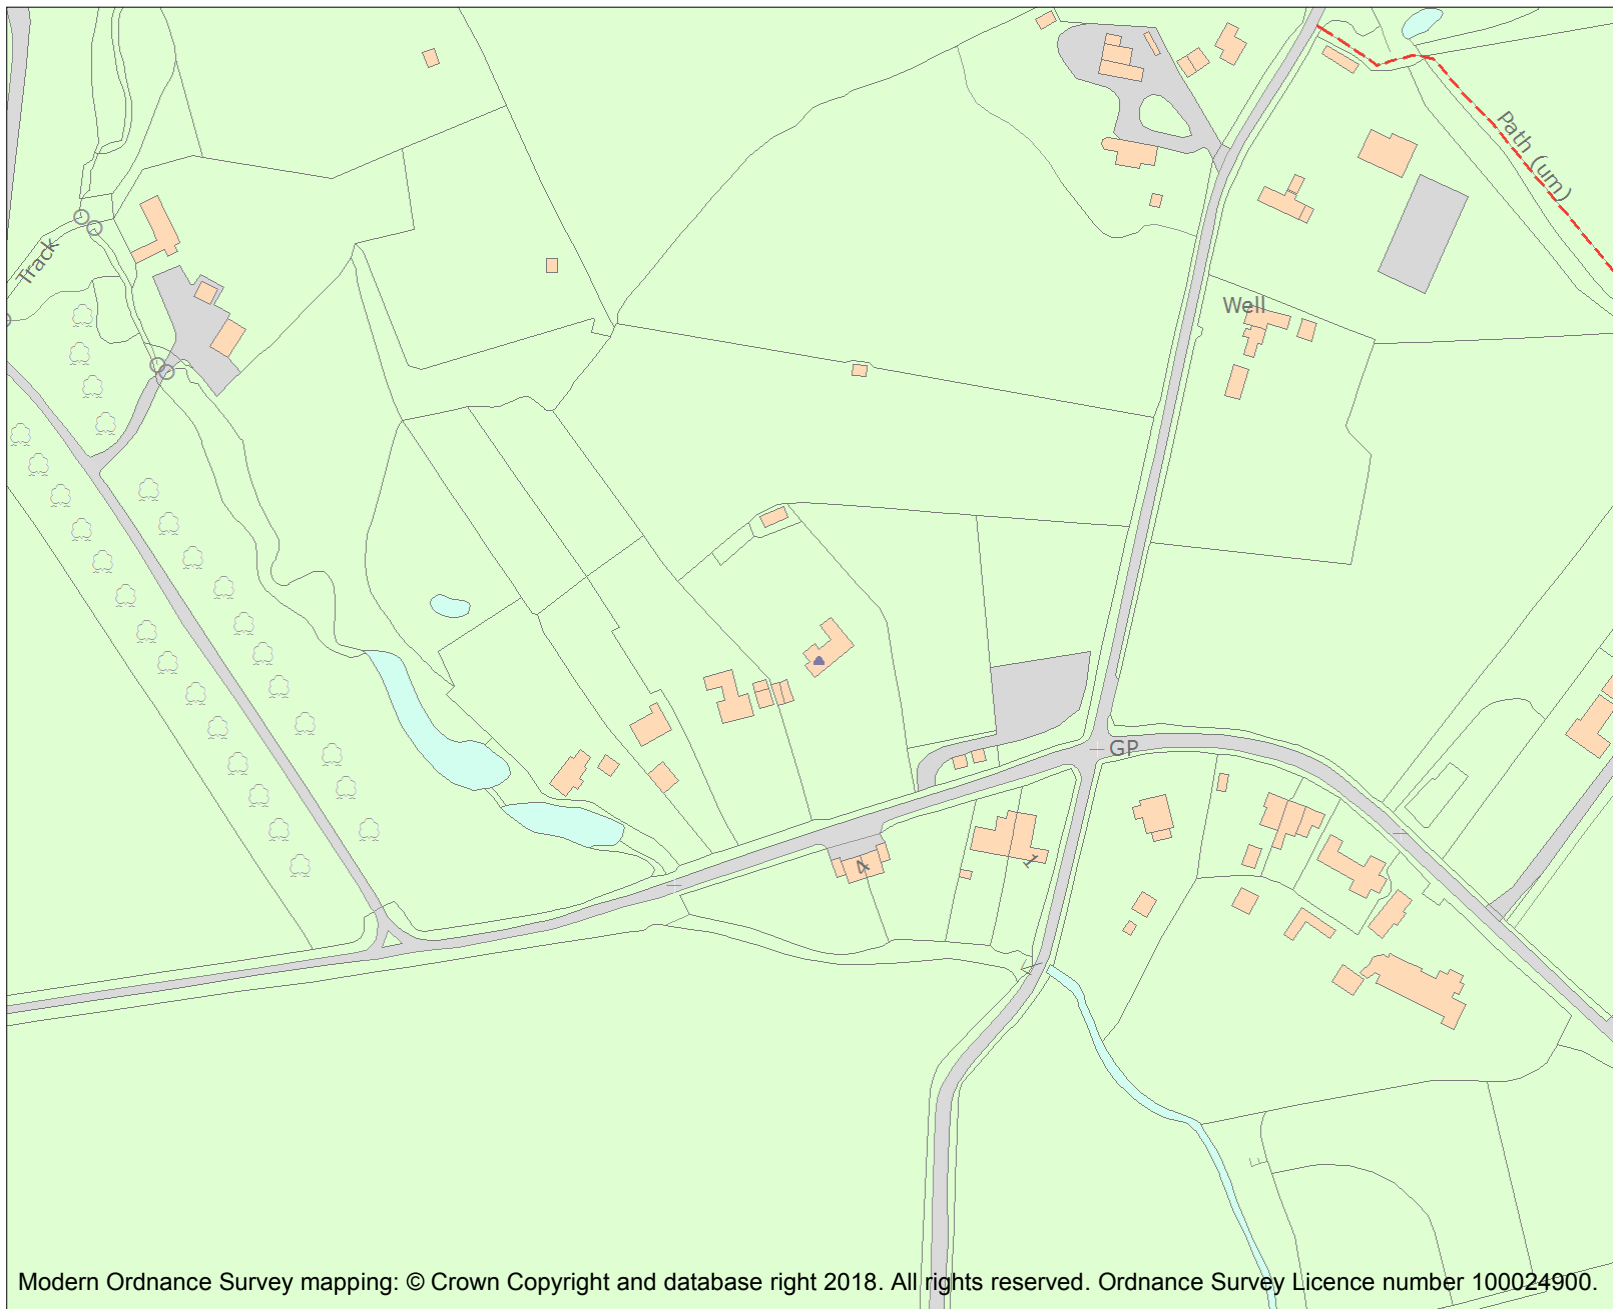 Path (um)
Track
Well
GP
4
1
F
Modern Ordnance Survey mapping: © Crown Copyright and database right 2018. All rights reserved. Ordnance Survey Licence number 100024900.